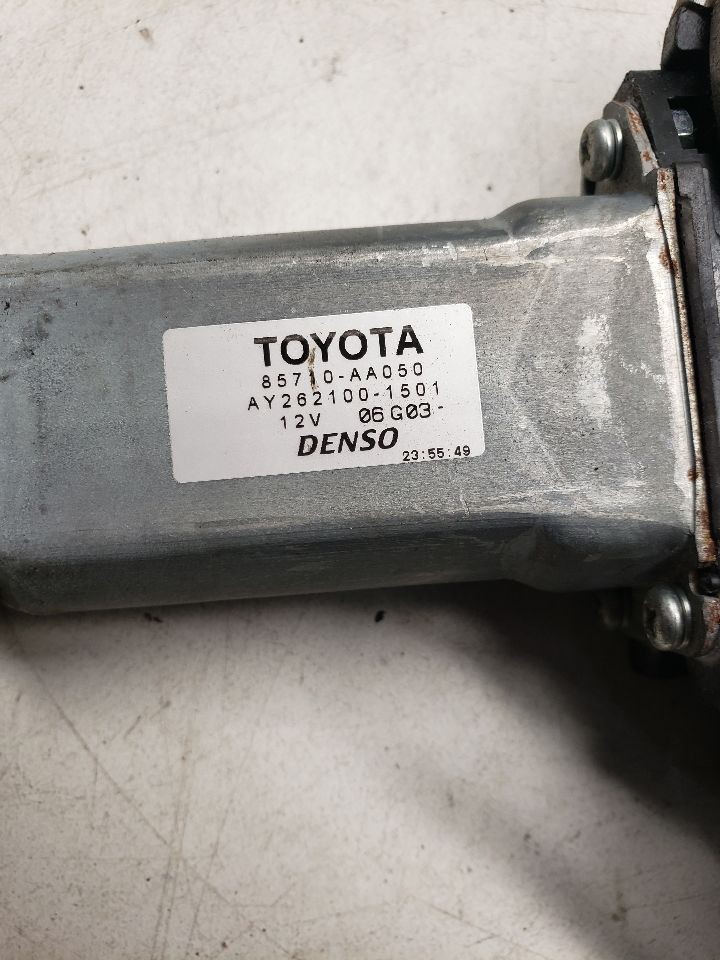 TOYOTA
85710-AA050
AY262100-1501
12V 06G03-
DENSO
23:55:49